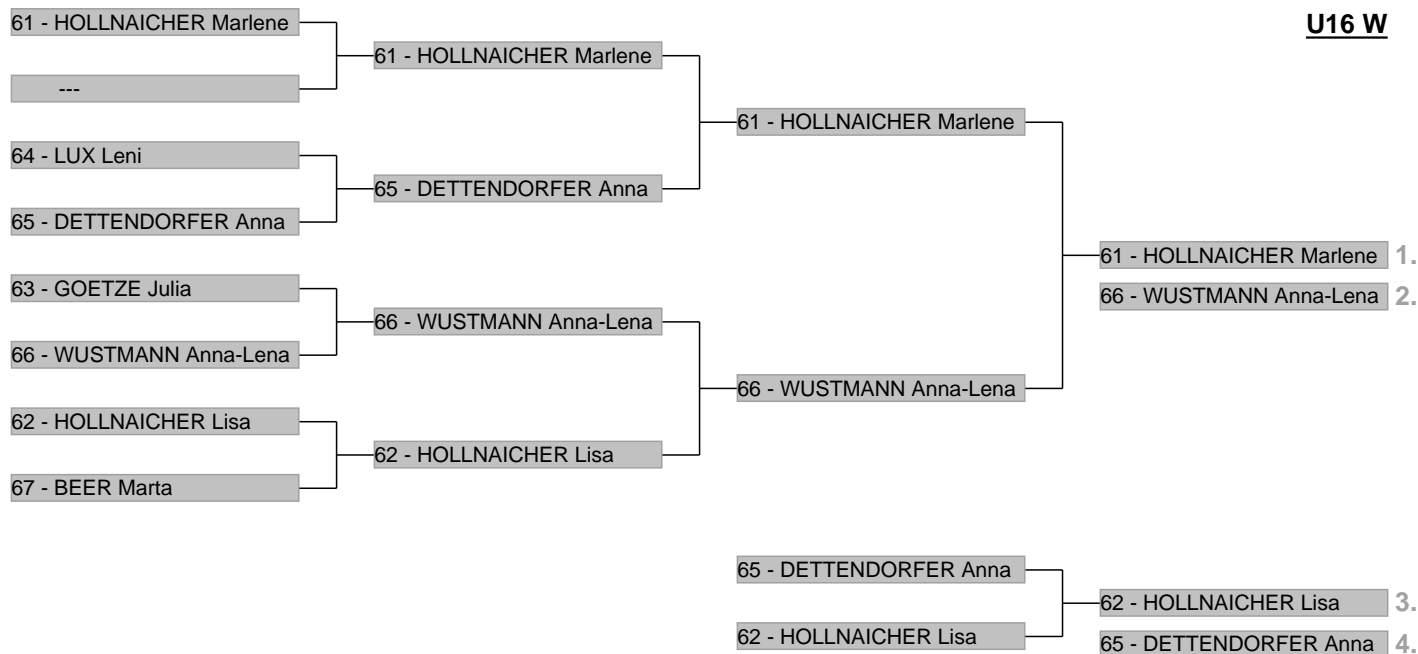 U16 W
61 - HOLLNAICHER Marlene
---
64 - LUX Leni
65 - DETTENDORFER Anna
63 - GOETZE Julia
66 - WUSTMANN Anna-Lena
62 - HOLLNAICHER Lisa
67 - BEER Marta
61 - HOLLNAICHER Marlene
65 - DETTENDORFER Anna
66 - WUSTMANN Anna-Lena
62 - HOLLNAICHER Lisa
61 - HOLLNAICHER Marlene
66 - WUSTMANN Anna-Lena
61 - HOLLNAICHER Marlene 1.
66 - WUSTMANN Anna-Lena 2.
65 - DETTENDORFER Anna
62 - HOLLNAICHER Lisa
62 - HOLLNAICHER Lisa 3.
65 - DETTENDORFER Anna 4.